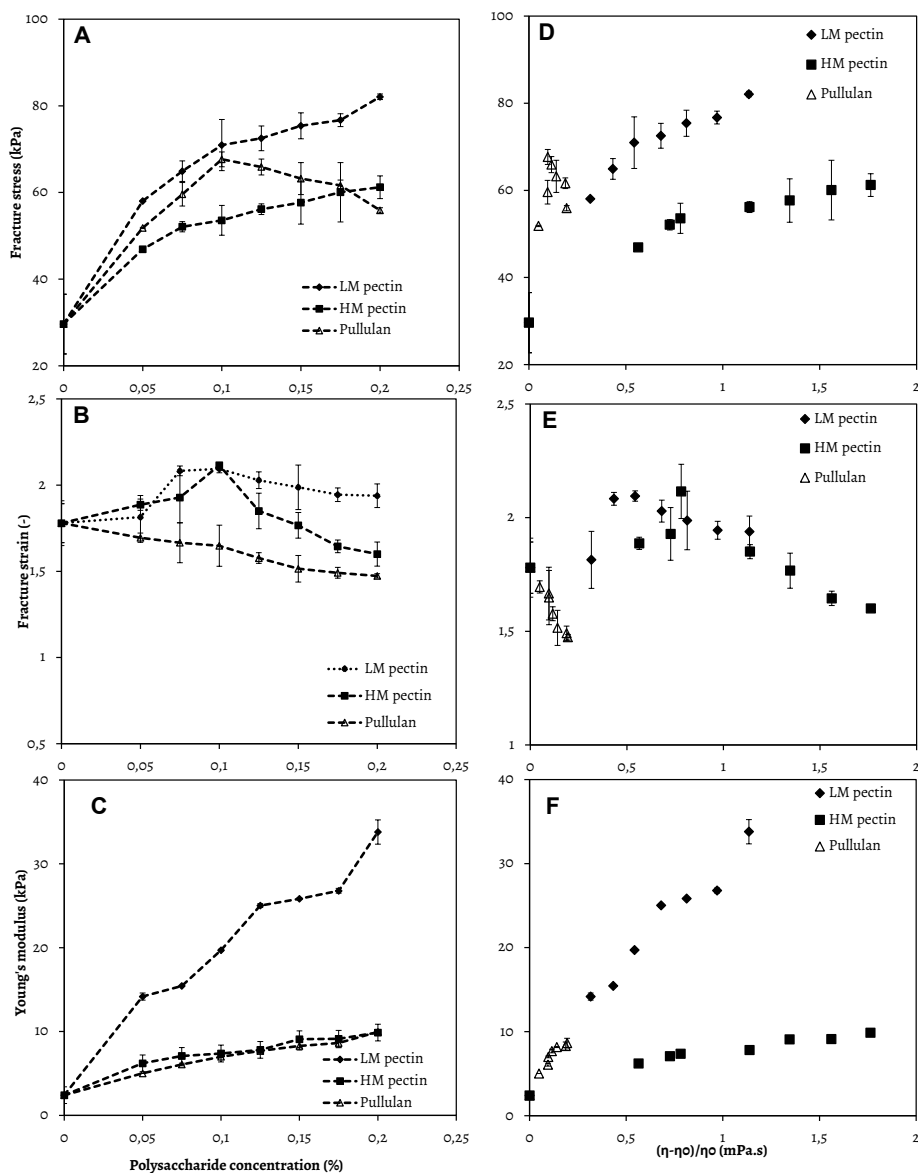 A
100
80
60
40
20
Fracture stress (kPa)
LM pectin
HM pectin
Pullulan
0 0,05 0,1 0,15 0,2 0,25
B
2,5
2
1,5
1
0,5
Fracture strain (-)
LM pectin
HM pectin
Pullulan
0 0,05 0,1 0,15 0,2 0,25
C
40
30
20
10
0
Young's modulus (kPa)
LM pectin
HM pectin
Pullulan
0 0,05 0,1 0,15 0,2 0,25
Polysaccharide concentration (%)
D
100
80
60
40
20
LM pectin
HM pectin
Pullulan
0 0,5 1 1,5 2
E
2,5
2
1,5
1
LM pectin
HM pectin
Pullulan
0 0,5 1 1,5 2
F
40
30
20
10
0
LM pectin
HM pectin
Pullulan
0 0,5 1 1,5 2
(η-η0)/η0 (mPa.s)